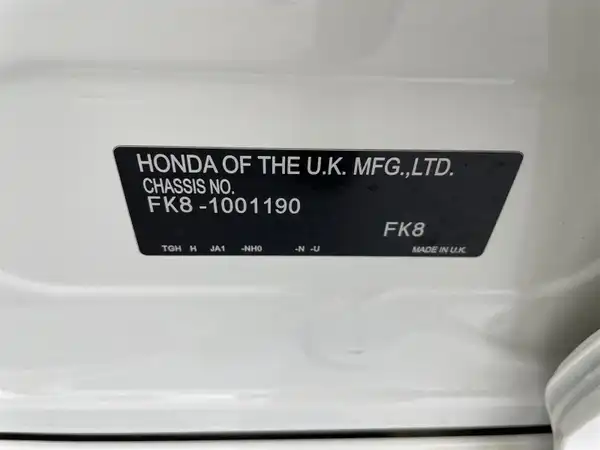 HONDA OF THE U.K. MFG.,LTD.
CHASSIS NO.
FK8-1001190
FK8
TGH H JA1 -NH0 -N -U MADE IN U.K.